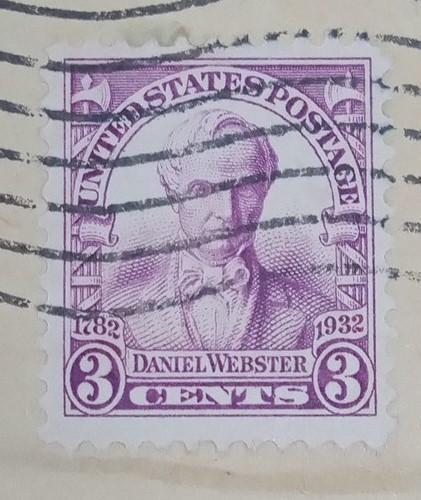 UNITED STATES POSTAGE
1782 1932
DANIEL WEBSTER
3 CENTS 3